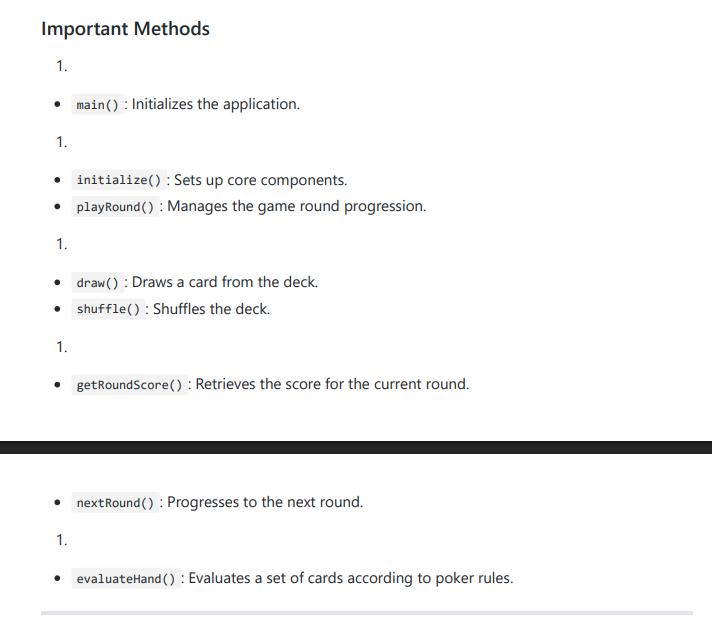 Important Methods
1.
• main() : Initializes the application.
1.
• initialize() : Sets up core components.
• playRound() : Manages the game round progression.
1.
• draw() : Draws a card from the deck.
• shuffle() : Shuffles the deck.
1.
• getRoundScore() : Retrieves the score for the current round.
• nextRound() : Progresses to the next round.
1.
• evaluateHand() : Evaluates a set of cards according to poker rules.